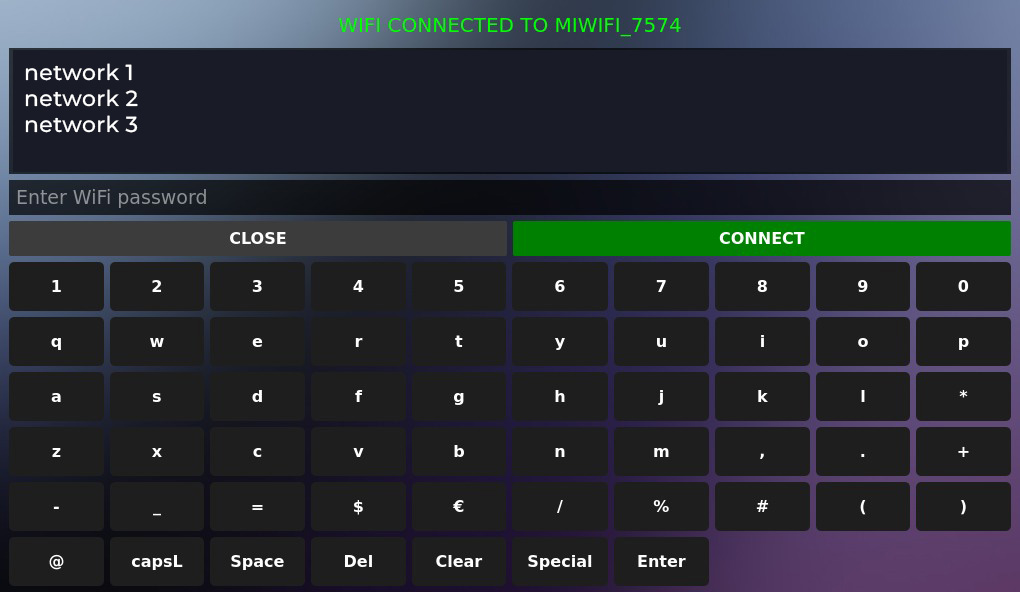 WIFI CONNECTED TO MIWIFI_7574
network 1
network 2
network 3
Enter WiFi password
CLOSE CONNECT
1 2 3 4 5 6 7 8 9 0
q w e r t y u i o p
a s d f g h j k l *
z x c v b n m , . +
- _ = $ € / % # ( )
@ capsL Space Del Clear Special Enter